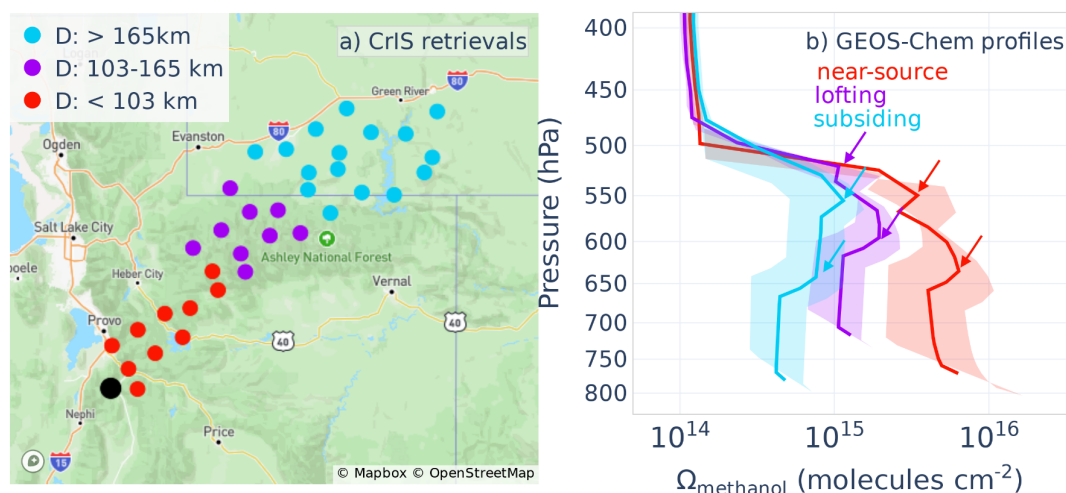 D: > 165km
D: 103-165 km
D: < 103 km
a) CrIS retrievals
80
Green River
80
Evanston
Ogden
Salt Lake City
Ashley National Forest
Heber City
Vernal
Provo
40
40
Nephi
Price
15
© Mapbox © OpenStreetMap
b) GEOS-Chem profiles
near-source
lofting
subsiding
Pressure (hPa)
400
450
500
550
600
650
700
750
800
10¹⁴ 10¹⁵ 10¹⁶
Ωmethanol (molecules cm⁻²)